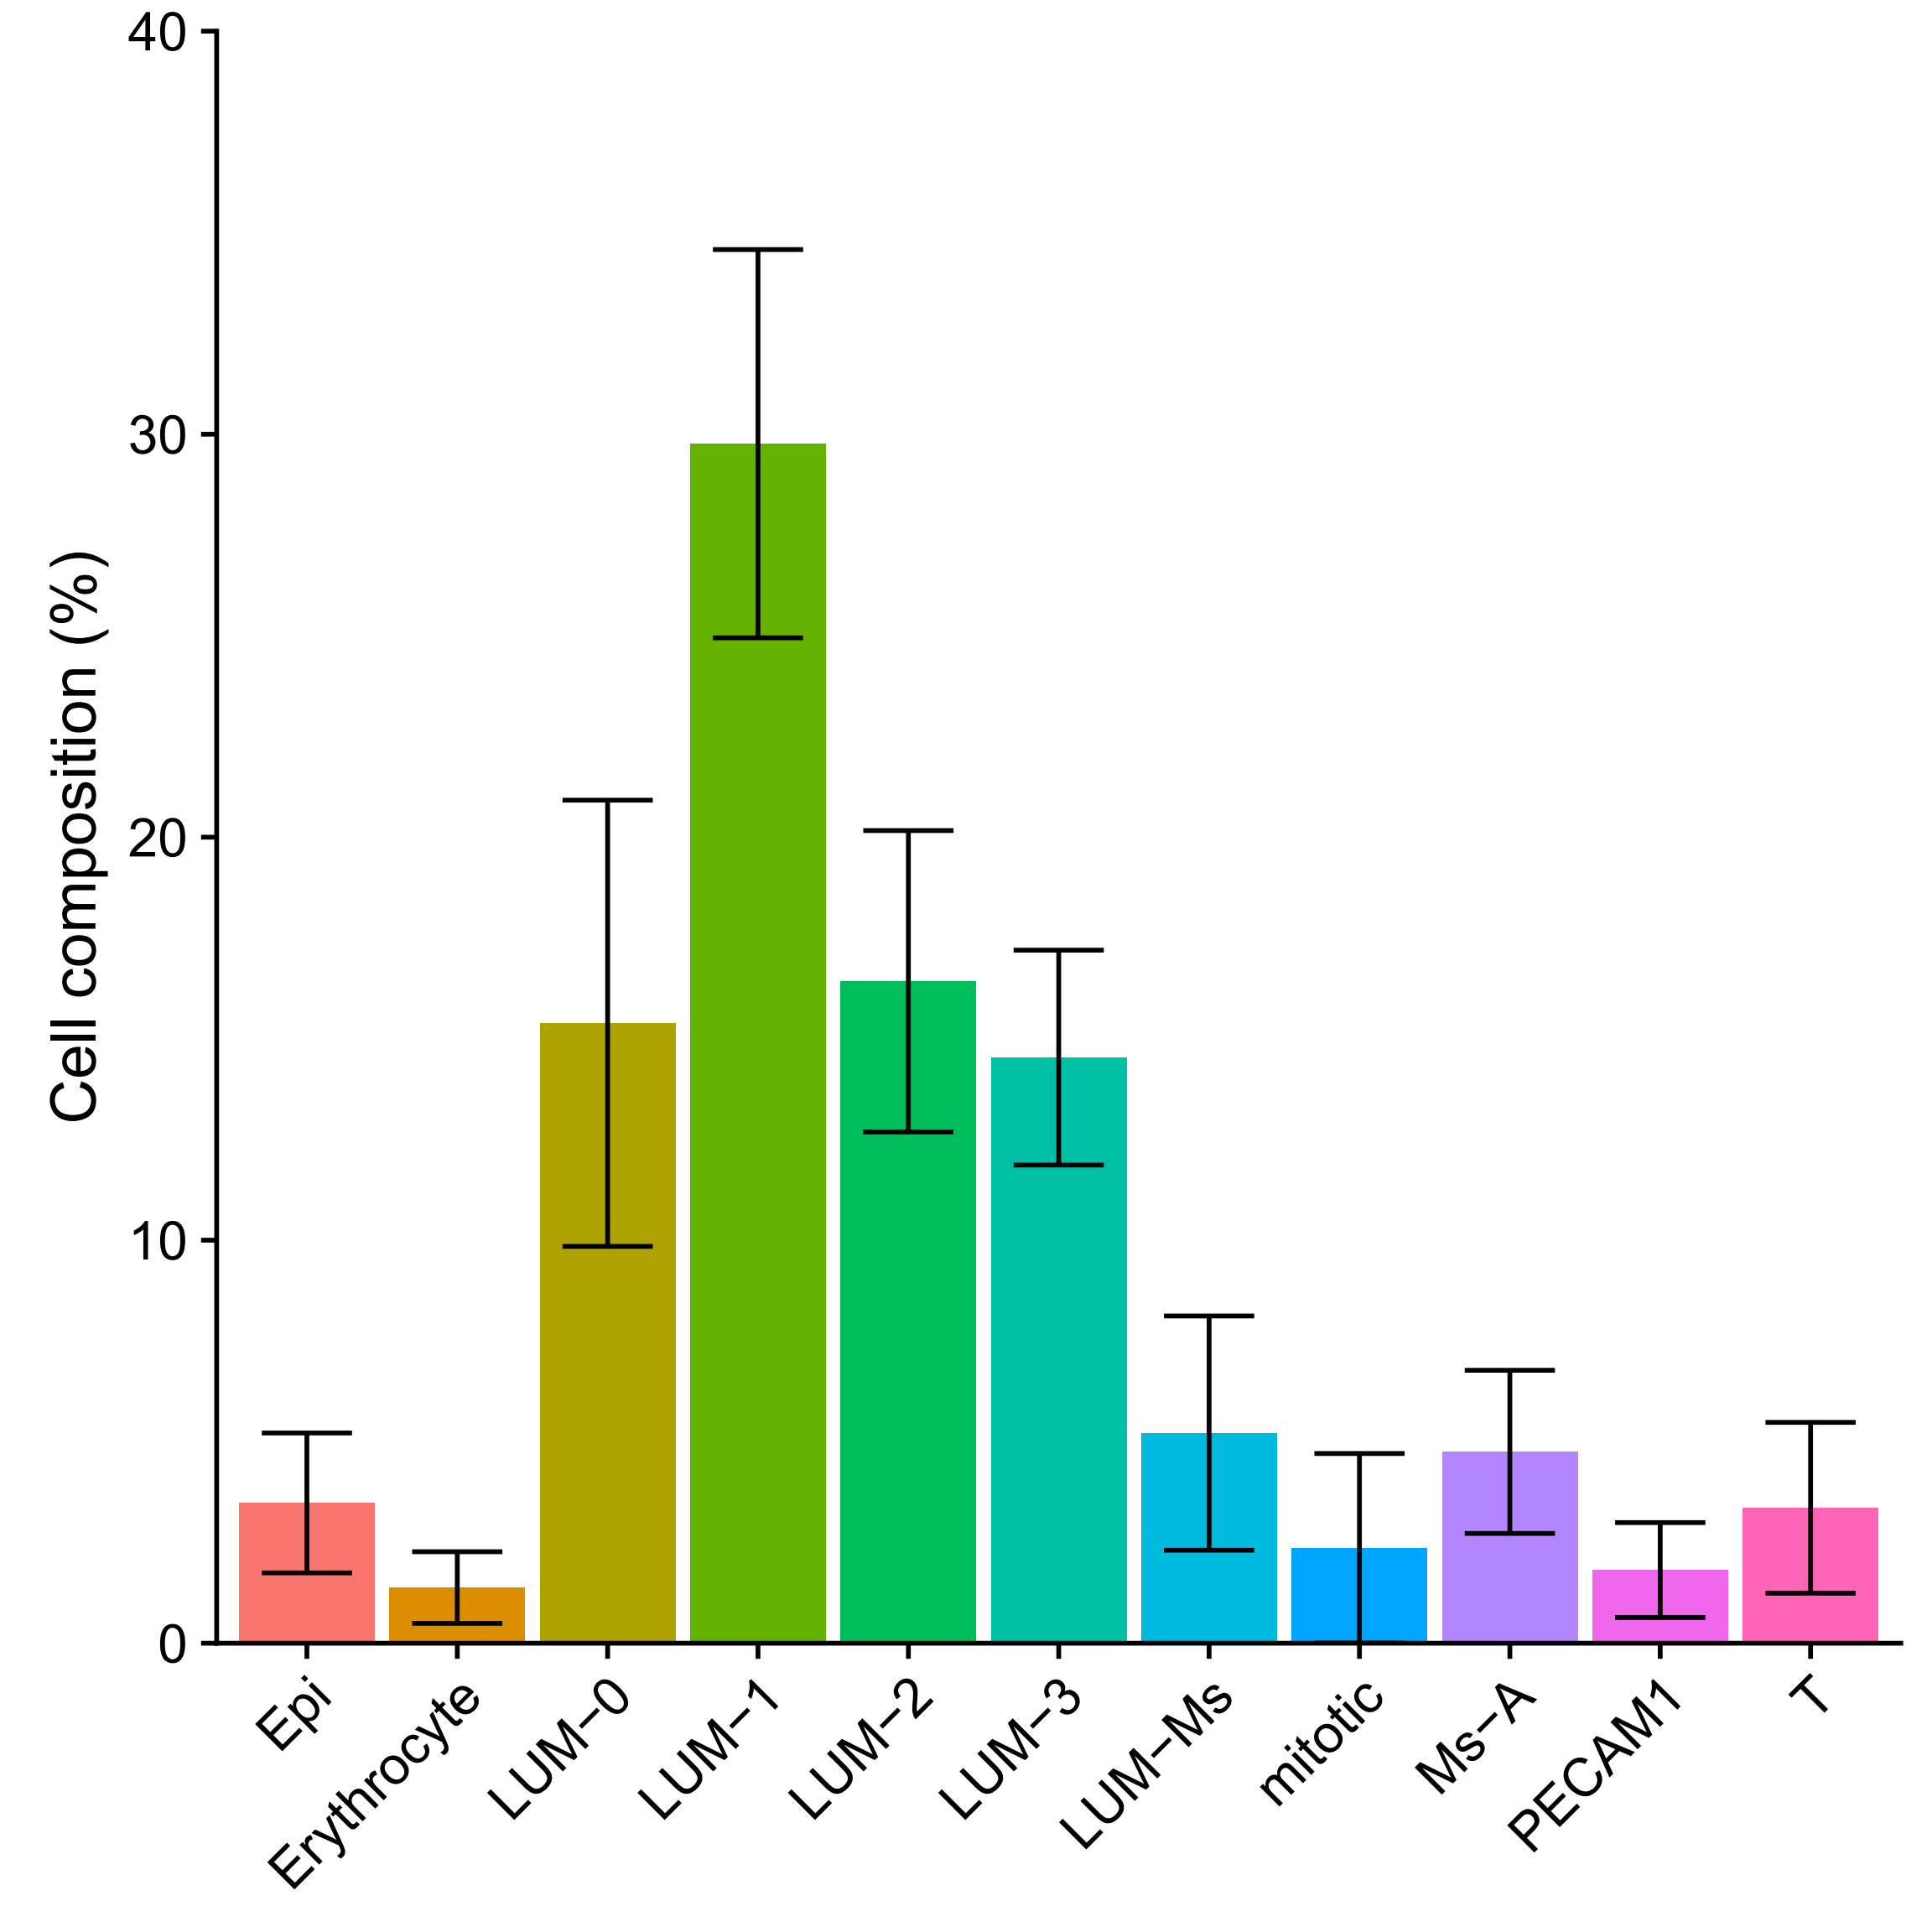 Cell composition (%)
40
30
20
10
0
Epi
Erythrocyte
LUM−0
LUM−1
LUM−2
LUM−3
LUM−Ms
mitotic
Ms−A
PECAM1
T